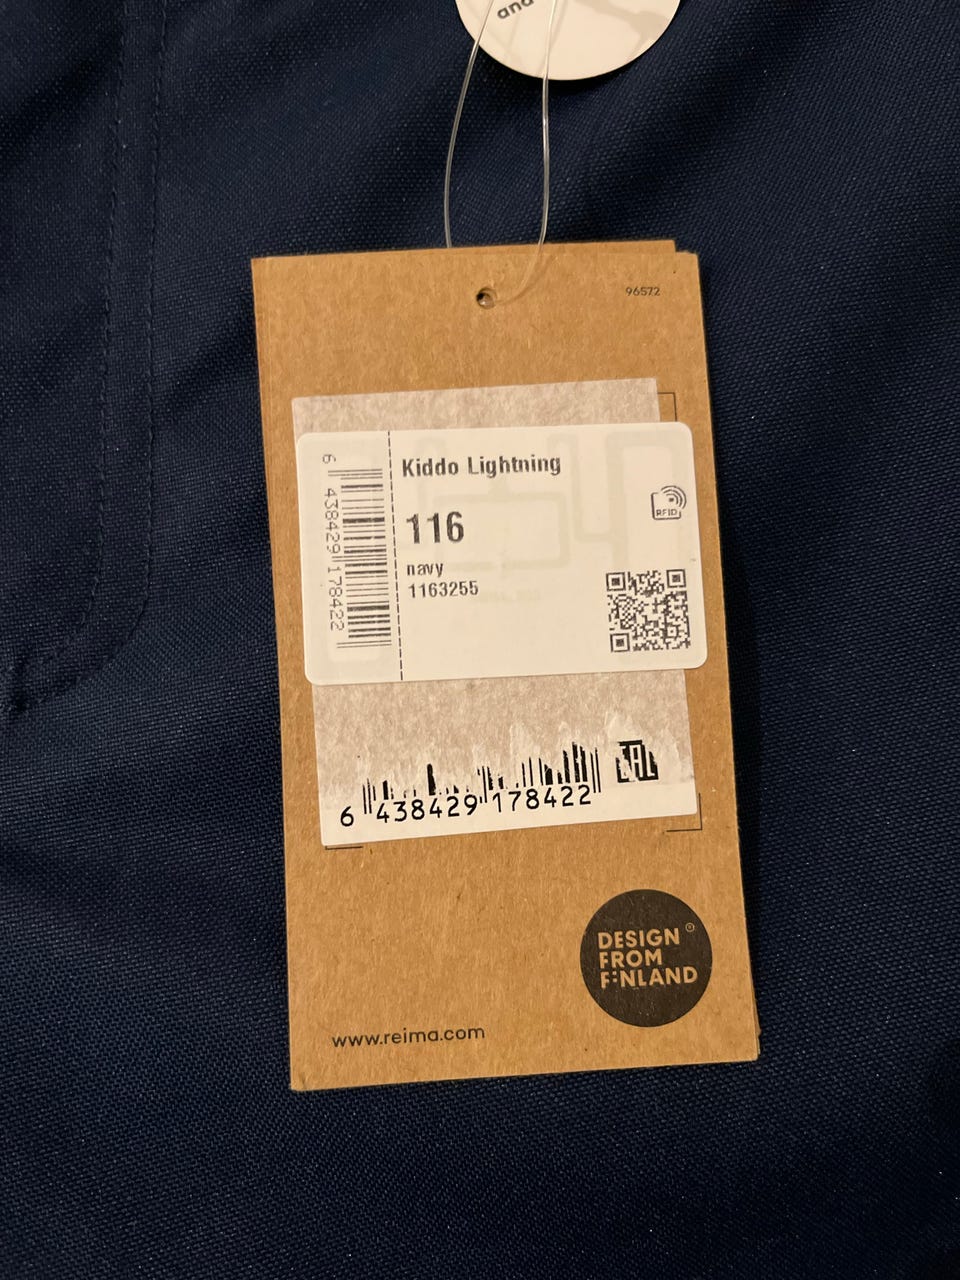 and
96572
Kiddo Lightning
116
navy
1163255
RFID
6 438429 178422
6 438429 178422
DESIGN
FROM
FINLAND
www.reima.com